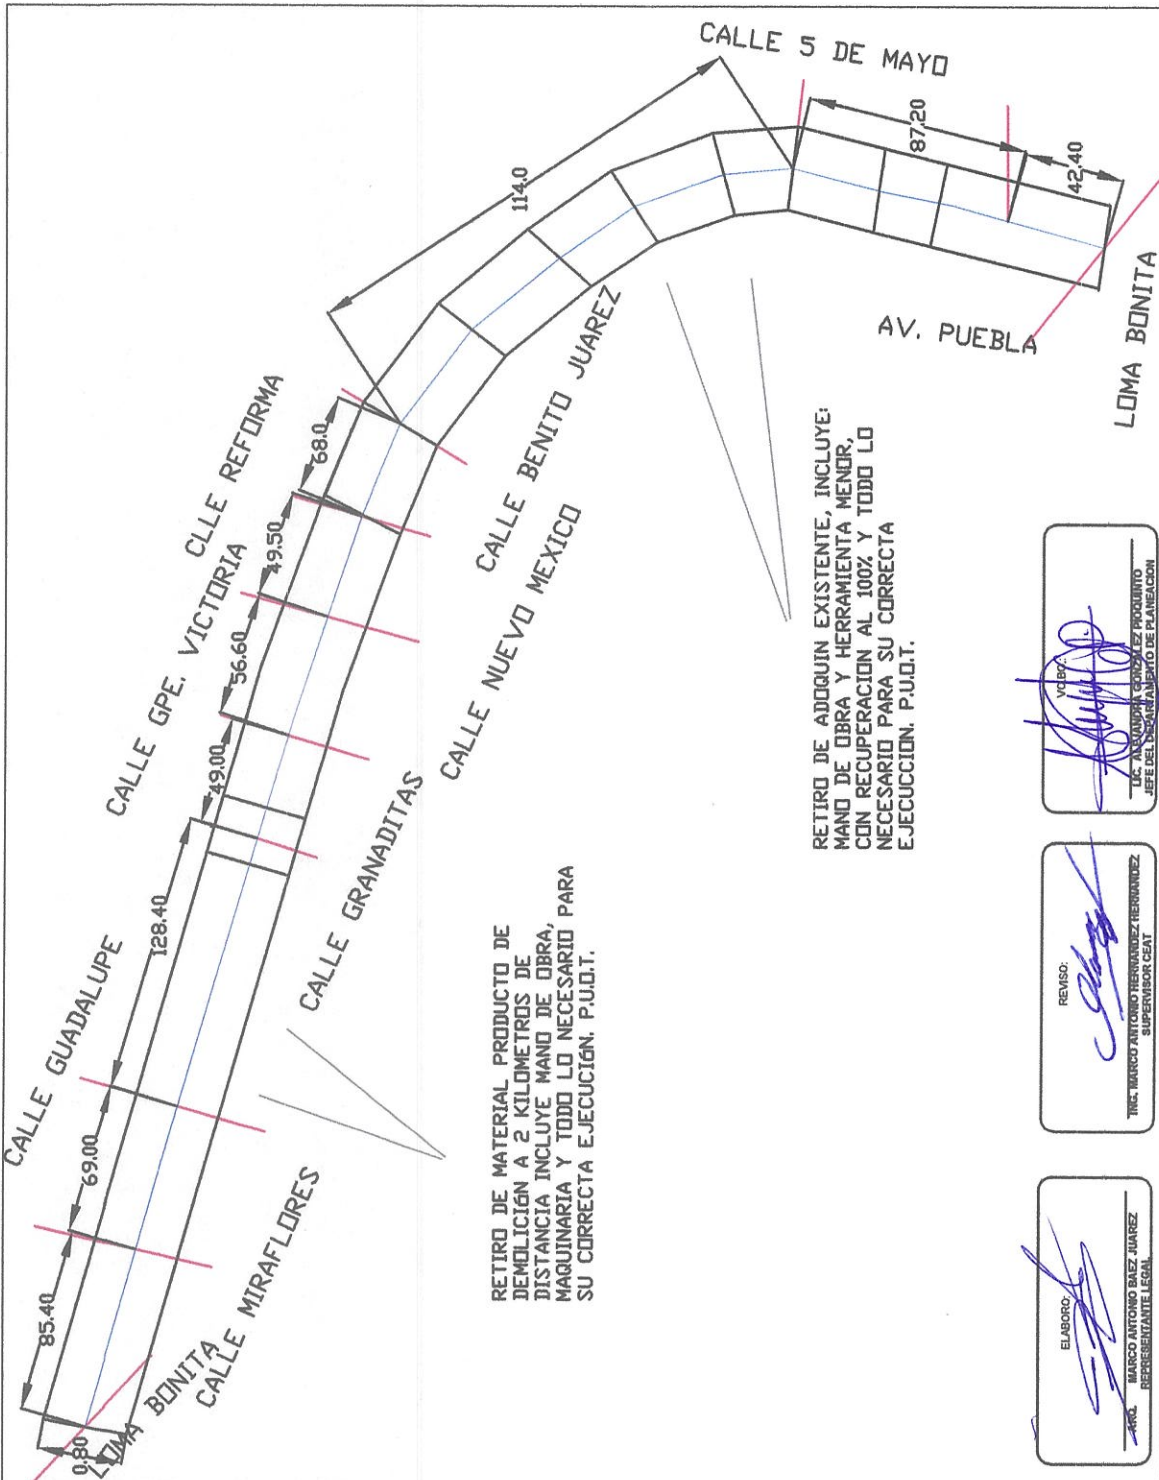 CALLE 5 DE MAYO
114.0
87.20
42.40
AV. PUEBLA
LOMA BONITA
CLLE REFORMA
68.0
49.50
CALLE GPE. VICTORIA
56.60
49.00
CALLE BENITO JUAREZ
CALLE NUEVO MEXICO
CALLE GRANADITAS
128.40
CALLE GUADALUPE
69.00
85.40
CALLE MIRAFLORES
LOMA BONITA
0.80
RETIRO DE MATERIAL PRODUCTO DE
DEMOLICIÓN A 2 KILOMETROS DE
DISTANCIA INCLUYE MANO DE OBRA,
MAQUINARIA Y TODO LO NECESARIO PARA
SU CORRECTA EJECUCIÓN. P.U.O.T.
RETIRO DE ADOQUIN EXISTENTE, INCLUYE:
MANO DE OBRA Y HERRAMIENTA MENOR,
CON RECUPERACION AL 100% Y TODO LO
NECESARIO PARA SU CORRECTA
EJECUCCION. P.U.O.T.
ELABORO:
ARQ. MARCO ANTONIO BAEZ JUAREZ
REPRESENTANTE LEGAL
REVISO:
ING. MARCO ANTONIO HERNANDEZ HERNANDEZ
SUPERVISOR CEAT
VO.BO.:
LIC. ALEJANDRA GONZALEZ PIOQUINTO
JEFE DEL DEPARTAMENTO DE PLANEACION